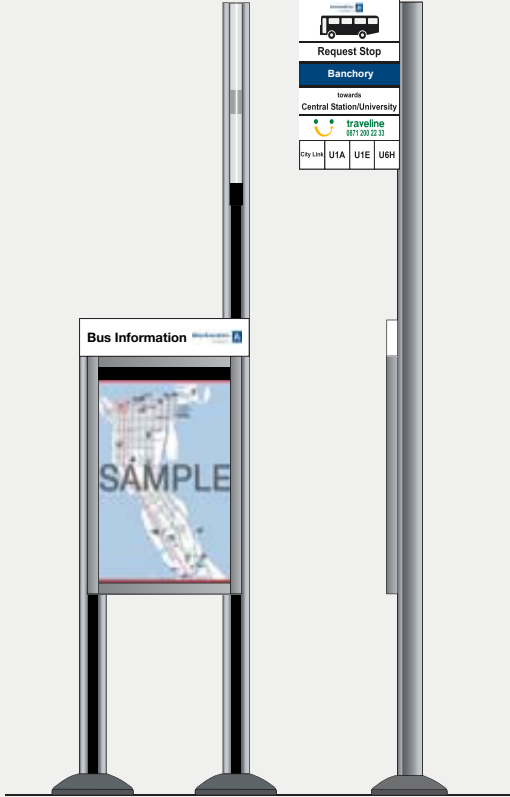 Request Stop
Banchory
towards
Central Station/University
traveline
0871 200 22 33
City Link U1A U1E U6H
Bus Information
SAMPLE